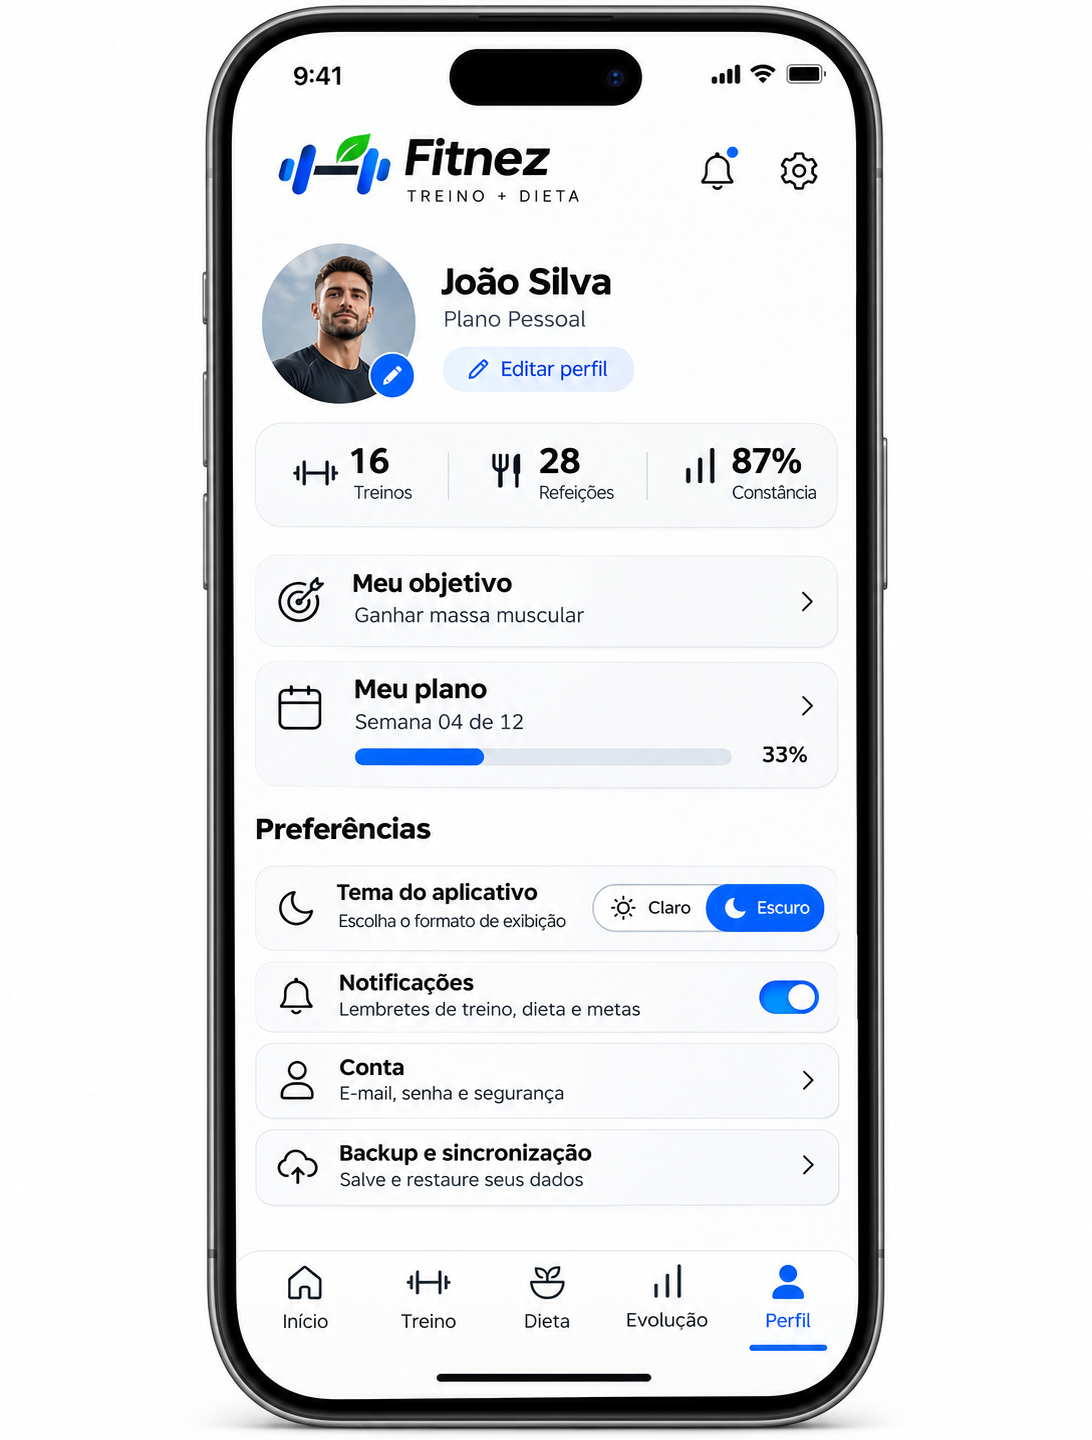 9:41
Fitnez
TREINO + DIETA
João Silva
Plano Pessoal
Editar perfil
16
Treinos
28
Refeições
87%
Constância
Meu objetivo
Ganhar massa muscular
Meu plano
Semana 04 de 12
33%
Preferências
Tema do aplicativo
Escolha o formato de exibição
Claro
Escuro
Notificações
Lembretes de treino, dieta e metas
Conta
E-mail, senha e segurança
Backup e sincronização
Salve e restaure seus dados
Início
Treino
Dieta
Evolução
Perfil